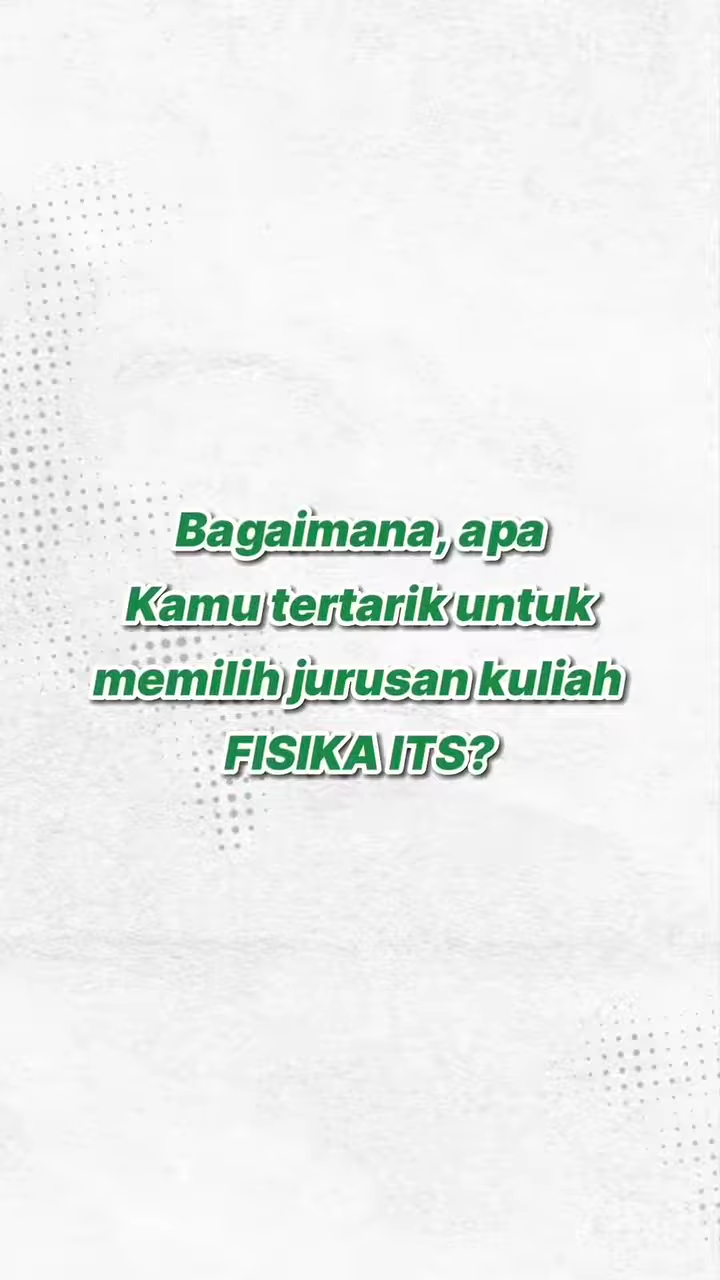 Bagaimana, apa
Kamu tertarik untuk
memilih jurusan kuliah
FISIKA ITS?